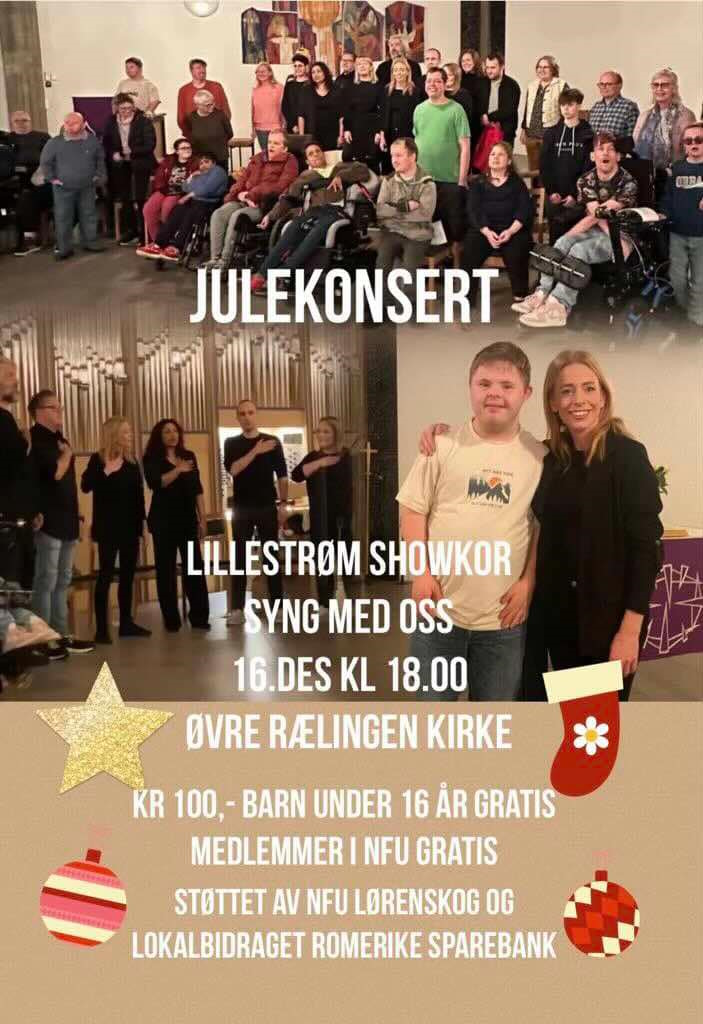 JULEKONSERT
LILLESTRØM SHOWKOR
SYNG MED OSS
16.DES KL 18.00
ØVRE RÆLINGEN KIRKE
KR 100,- BARN UNDER 16 ÅR GRATIS
MEDLEMMER I NFU GRATIS
STØTTET AV NFU LØRENSKOG OG
LOKALBIDRAGET ROMERIKE SPAREBANK